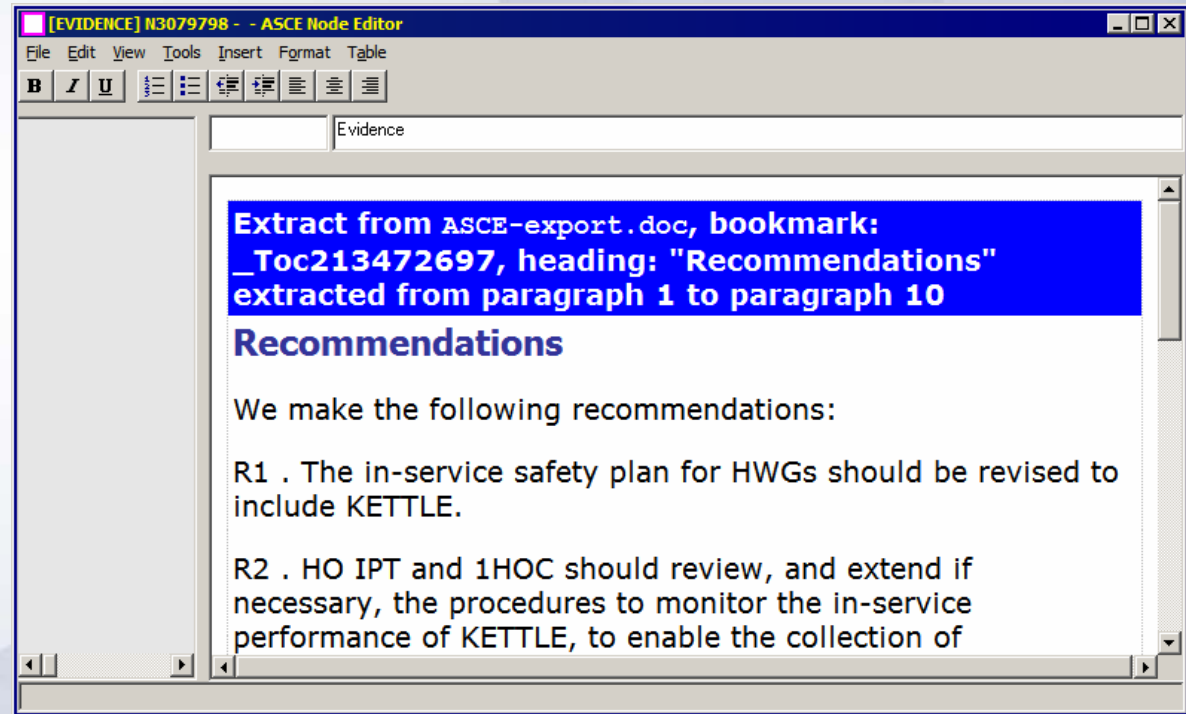 [EVIDENCE] N3079798 - - ASCE Node Editor
File Edit View Tools Insert Format Table
B I U
Evidence
Extract from ASCE-export.doc, bookmark:
_Toc213472697, heading: "Recommendations"
extracted from paragraph 1 to paragraph 10
Recommendations
We make the following recommendations:
R1 . The in-service safety plan for HWGs should be revised to
include KETTLE.
R2 . HO IPT and 1HOC should review, and extend if
necessary, the procedures to monitor the in-service
performance of KETTLE, to enable the collection of